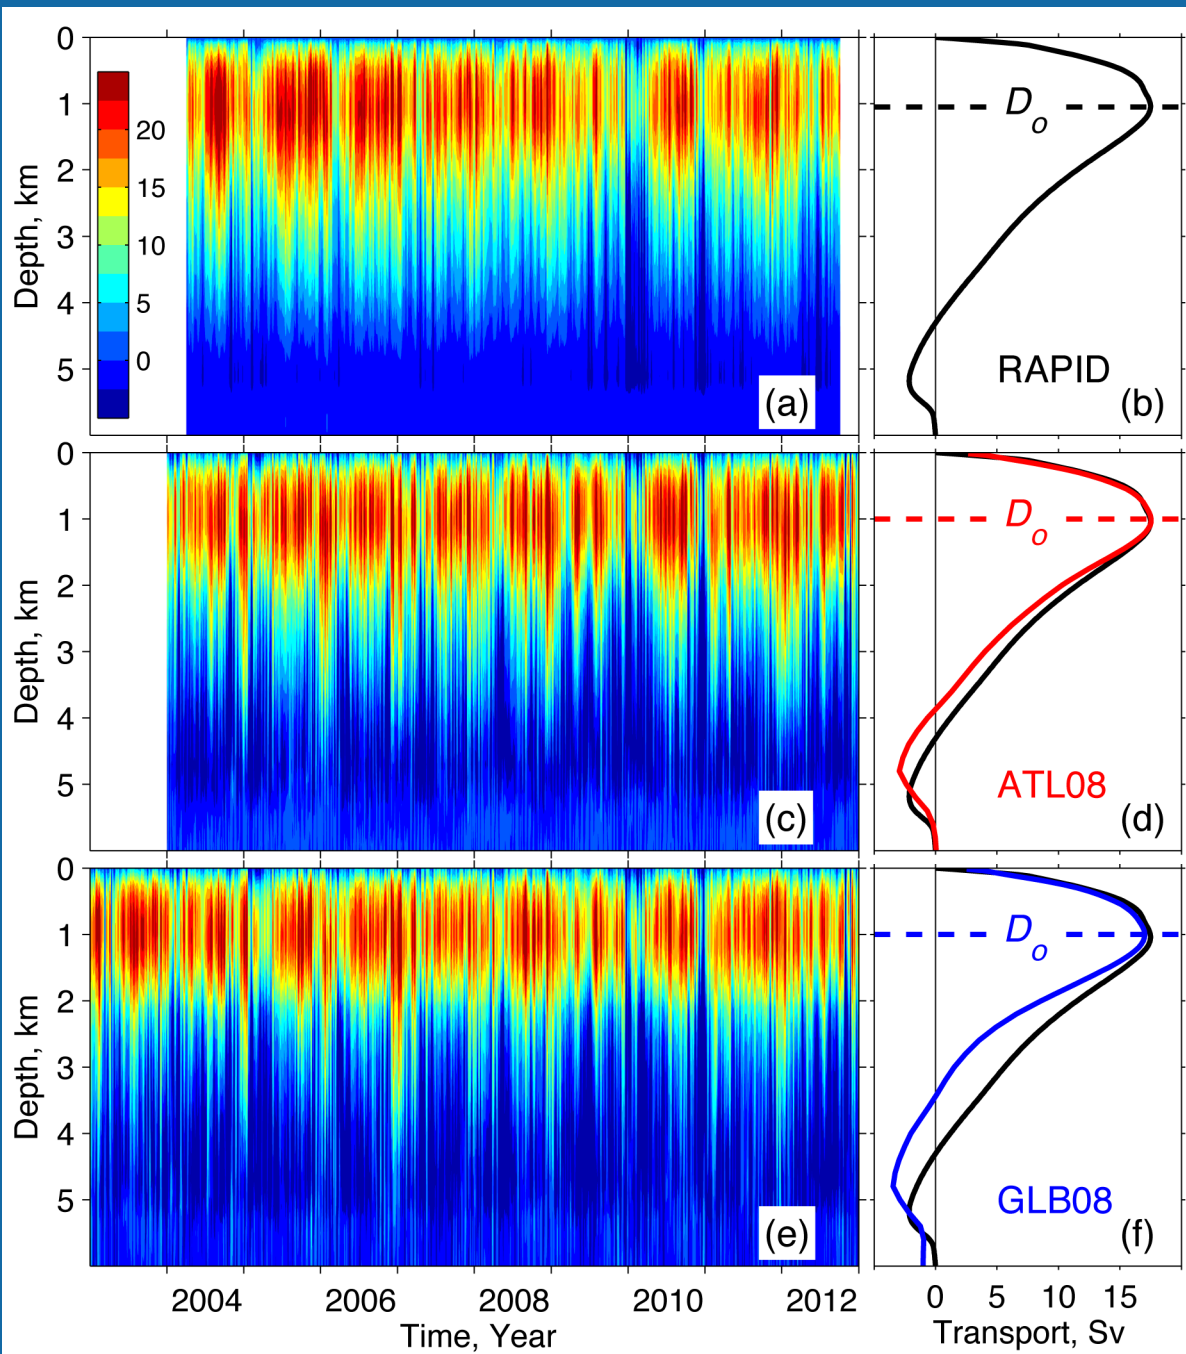 0
1
2
3
4
5
Depth, km
20
15
10
5
0
(a)
D_o
RAPID
(b)
0
1
2
3
4
5
Depth, km
(c)
D_o
ATL08
(d)
0
1
2
3
4
5
Depth, km
(e)
D_o
GLB08
(f)
2004 2006 2008 2010 2012
Time, Year
0 5 10 15
Transport, Sv